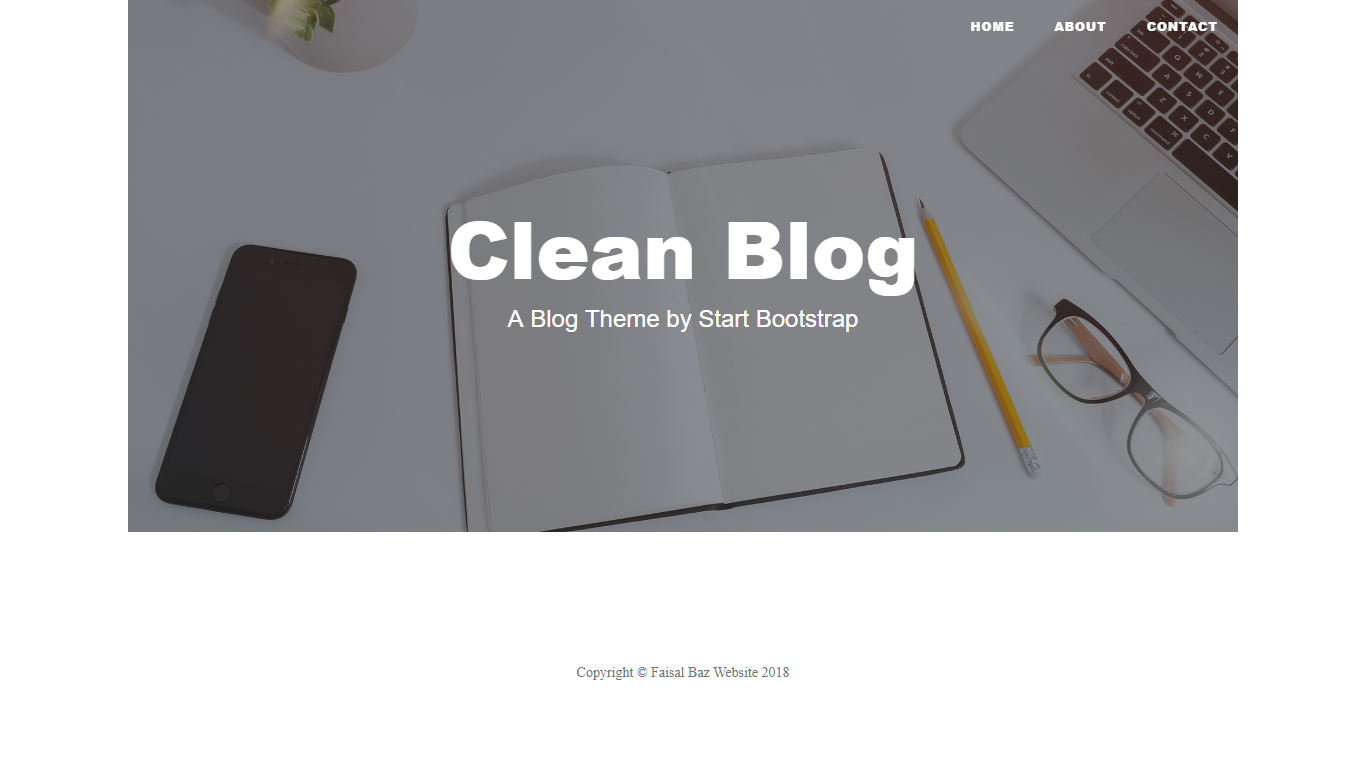 HOME ABOUT CONTACT
Clean Blog
A Blog Theme by Start Bootstrap
Copyright © Faisal Baz Website 2018